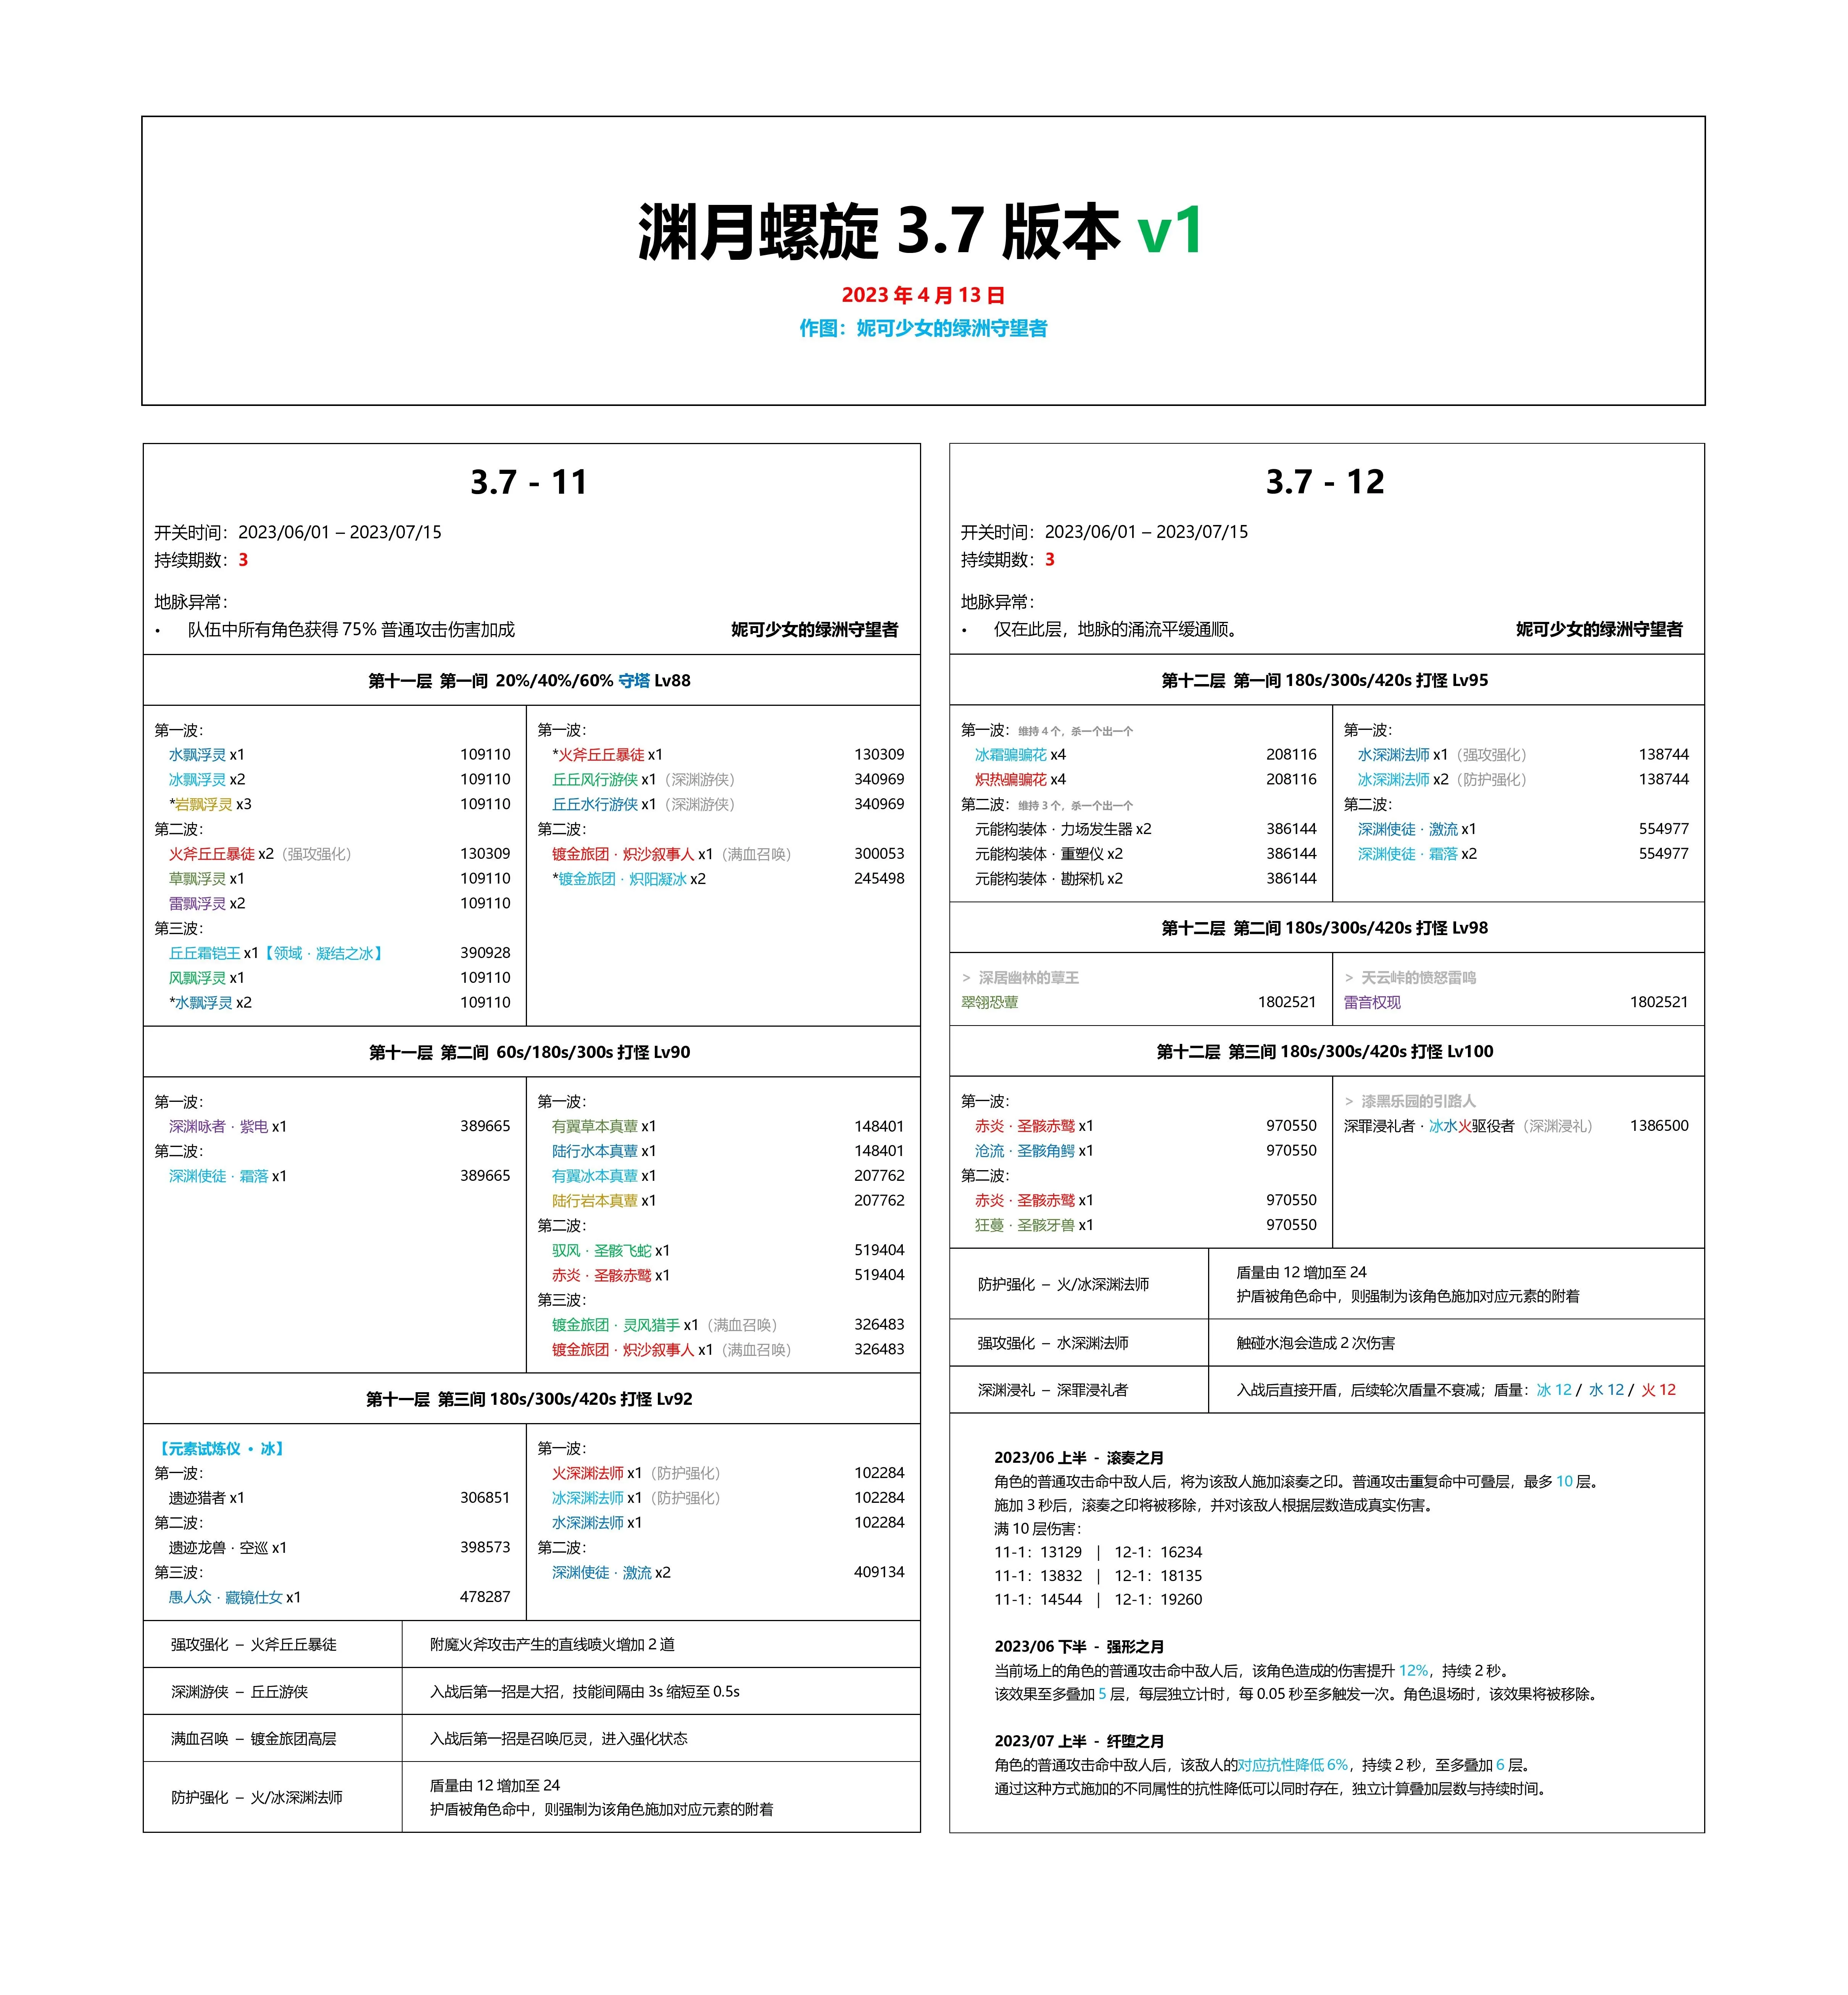 渊月螺旋 3.7 版本 v1
2023 年 4 月 13 日
作图：妮可少女的绿洲守望者
3.7 - 11
开关时间：2023/06/01 – 2023/07/15
持续期数：3
地脉异常：
• 队伍中所有角色获得 75% 普通攻击伤害加成 妮可少女的绿洲守望者
第十一层 第一间 20%/40%/60% 守塔 Lv88
第一波：
水飘浮灵 x1 109110
冰飘浮灵 x2 109110
*岩飘浮灵 x3 109110
第二波：
火斧丘丘暴徒 x2（强攻强化） 130309
草飘浮灵 x1 109110
雷飘浮灵 x2 109110
第三波：
丘丘霜铠王 x1【领域 · 凝结之冰】 390928
风飘浮灵 x1 109110
*水飘浮灵 x2 109110
第一波：
*火斧丘丘暴徒 x1 130309
丘丘风行游侠 x1（深渊游侠） 340969
丘丘水行游侠 x1（深渊游侠） 340969
第二波：
镀金旅团 · 炽沙叙事人 x1（满血召唤） 300053
*镀金旅团 · 炽阳凝冰 x2 245498
第十一层 第二间 60s/180s/300s 打怪 Lv90
第一波：
深渊咏者 · 紫电 x1 389665
第二波：
深渊使徒 · 霜落 x1 389665
第一波：
有翼草本真蕈 x1 148401
陆行水本真蕈 x1 148401
有翼冰本真蕈 x1 207762
陆行岩本真蕈 x1 207762
第二波：
驭风 · 圣骸飞蛇 x1 519404
赤炎 · 圣骸赤鹫 x1 519404
第三波：
镀金旅团 · 灵风猎手 x1（满血召唤） 326483
镀金旅团 · 炽沙叙事人 x1（满血召唤） 326483
第十一层 第三间 180s/300s/420s 打怪 Lv92
【元素试炼仪 • 冰】
第一波：
遗迹猎者 x1 306851
第二波：
遗迹龙兽 · 空巡 x1 398573
第三波：
愚人众 · 藏镜仕女 x1 478287
第一波：
火深渊法师 x1（防护强化） 102284
冰深渊法师 x1（防护强化） 102284
水深渊法师 x1 102284
第二波：
深渊使徒 · 激流 x2 409134
强攻强化 – 火斧丘丘暴徒 附魔火斧攻击产生的直线喷火增加 2 道
深渊游侠 – 丘丘游侠 入战后第一招是大招，技能间隔由 3s 缩短至 0.5s
满血召唤 – 镀金旅团高层 入战后第一招是召唤厄灵，进入强化状态
防护强化 – 火/冰深渊法师
盾量由 12 增加至 24
护盾被角色命中，则强制为该角色施加对应元素的附着
3.7 - 12
开关时间：2023/06/01 – 2023/07/15
持续期数：3
地脉异常：
• 仅在此层，地脉的涌流平缓通顺。 妮可少女的绿洲守望者
第十二层 第一间 180s/300s/420s 打怪 Lv95
第一波：维持 4 个，杀一个出一个
冰霜骗骗花 x4 208116
炽热骗骗花 x4 208116
第二波：维持 3 个，杀一个出一个
元能构装体 · 力场发生器 x2 386144
元能构装体 · 重塑仪 x2 386144
元能构装体 · 勘探机 x2 386144
第一波：
水深渊法师 x1（强攻强化） 138744
冰深渊法师 x2（防护强化） 138744
第二波：
深渊使徒 · 激流 x1 554977
深渊使徒 · 霜落 x2 554977
第十二层 第二间 180s/300s/420s 打怪 Lv98
> 深居幽林的蕈王
翠翎恐蕈 1802521
> 天云峠的愤怒雷鸣
雷音权现 1802521
第十二层 第三间 180s/300s/420s 打怪 Lv100
第一波：
赤炎 · 圣骸赤鹫 x1 970550
沧流 · 圣骸角鳄 x1 970550
第二波：
赤炎 · 圣骸赤鹫 x1 970550
狂蔓 · 圣骸牙兽 x1 970550
> 漆黑乐园的引路人
深罪浸礼者 · 冰水火驱役者（深渊浸礼） 1386500
防护强化 – 火/冰深渊法师
盾量由 12 增加至 24
护盾被角色命中，则强制为该角色施加对应元素的附着
强攻强化 – 水深渊法师 触碰水泡会造成 2 次伤害
深渊浸礼 – 深罪浸礼者 入战后直接开盾，后续轮次盾量不衰减；盾量：冰 12 / 水 12 / 火 12
2023/06 上半 - 滚奏之月
角色的普通攻击命中敌人后，将为该敌人施加滚奏之印。普通攻击重复命中可叠层，最多 10 层。
施加 3 秒后，滚奏之印将被移除，并对该敌人根据层数造成真实伤害。
满 10 层伤害：
11-1：13129 | 12-1：16234
11-1：13832 | 12-1：18135
11-1：14544 | 12-1：19260
2023/06 下半 - 强形之月
当前场上的角色的普通攻击命中敌人后，该角色造成的伤害提升 12%，持续 2 秒。
该效果至多叠加 5 层，每层独立计时，每 0.05 秒至多触发一次。角色退场时，该效果将被移除。
2023/07 上半 - 纤堕之月
角色的普通攻击命中敌人后，该敌人的对应抗性降低 6%，持续 2 秒，至多叠加 6 层。
通过这种方式施加的不同属性的抗性降低可以同时存在，独立计算叠加层数与持续时间。